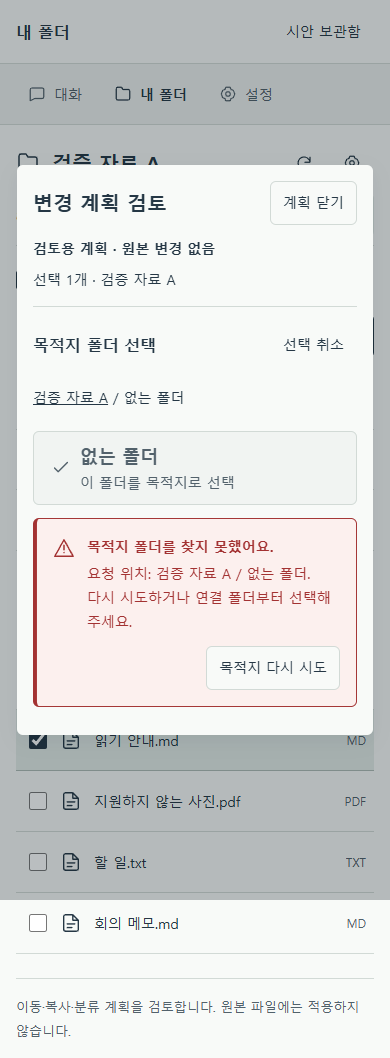 내 폴더
시안 보관함
대화
내 폴더
설정
검증 자료 A
변경 계획 검토
계획 닫기
검토용 계획 · 원본 변경 없음
선택 1개 · 검증 자료 A
목적지 폴더 선택
선택 취소
검증 자료 A / 없는 폴더
없는 폴더
이 폴더를 목적지로 선택
목적지 폴더를 찾지 못했어요.
요청 위치: 검증 자료 A / 없는 폴더.
다시 시도하거나 연결 폴더부터 선택해
주세요.
목적지 다시 시도
읽기 안내.md
MD
지원하지 않는 사진.pdf
PDF
할 일.txt
TXT
회의 메모.md
MD
이동·복사·분류 계획을 검토합니다. 원본 파일에는 적용하지
않습니다.